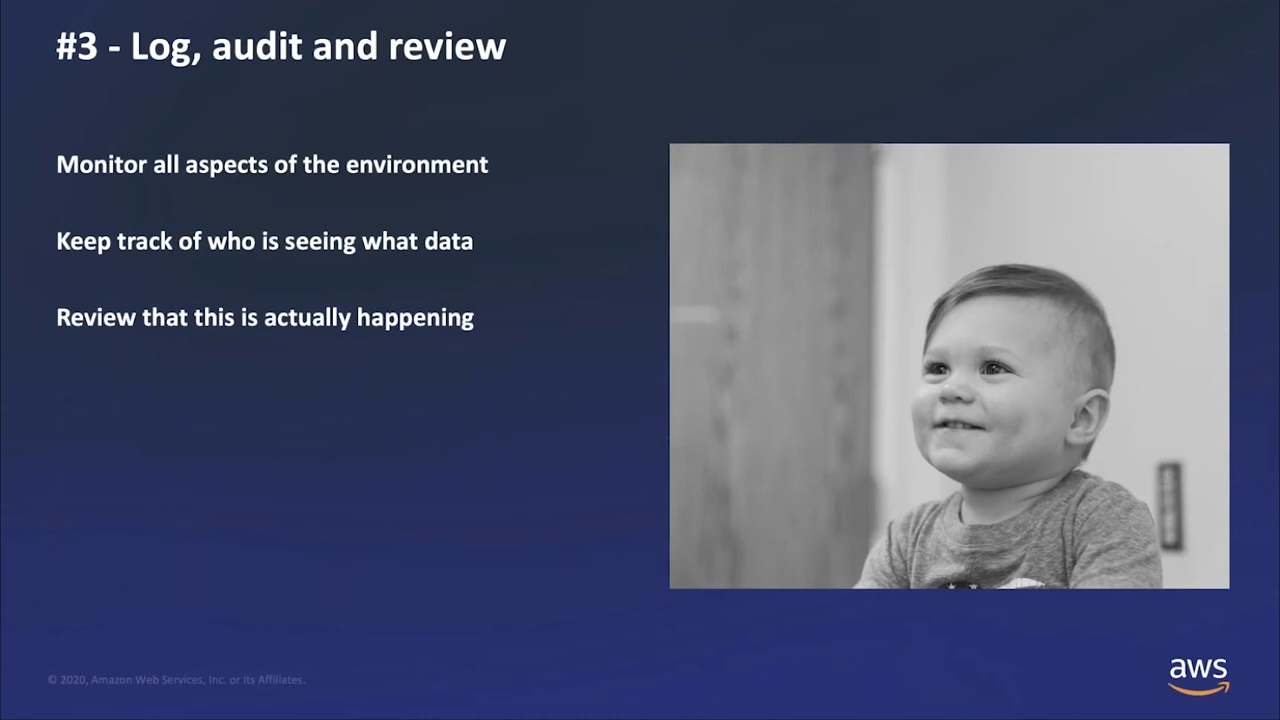 #3 - Log, audit and review
Monitor all aspects of the environment
Keep track of who is seeing what data
Review that this is actually happening
© 2020, Amazon Web Services, Inc. or its Affiliates.
aws